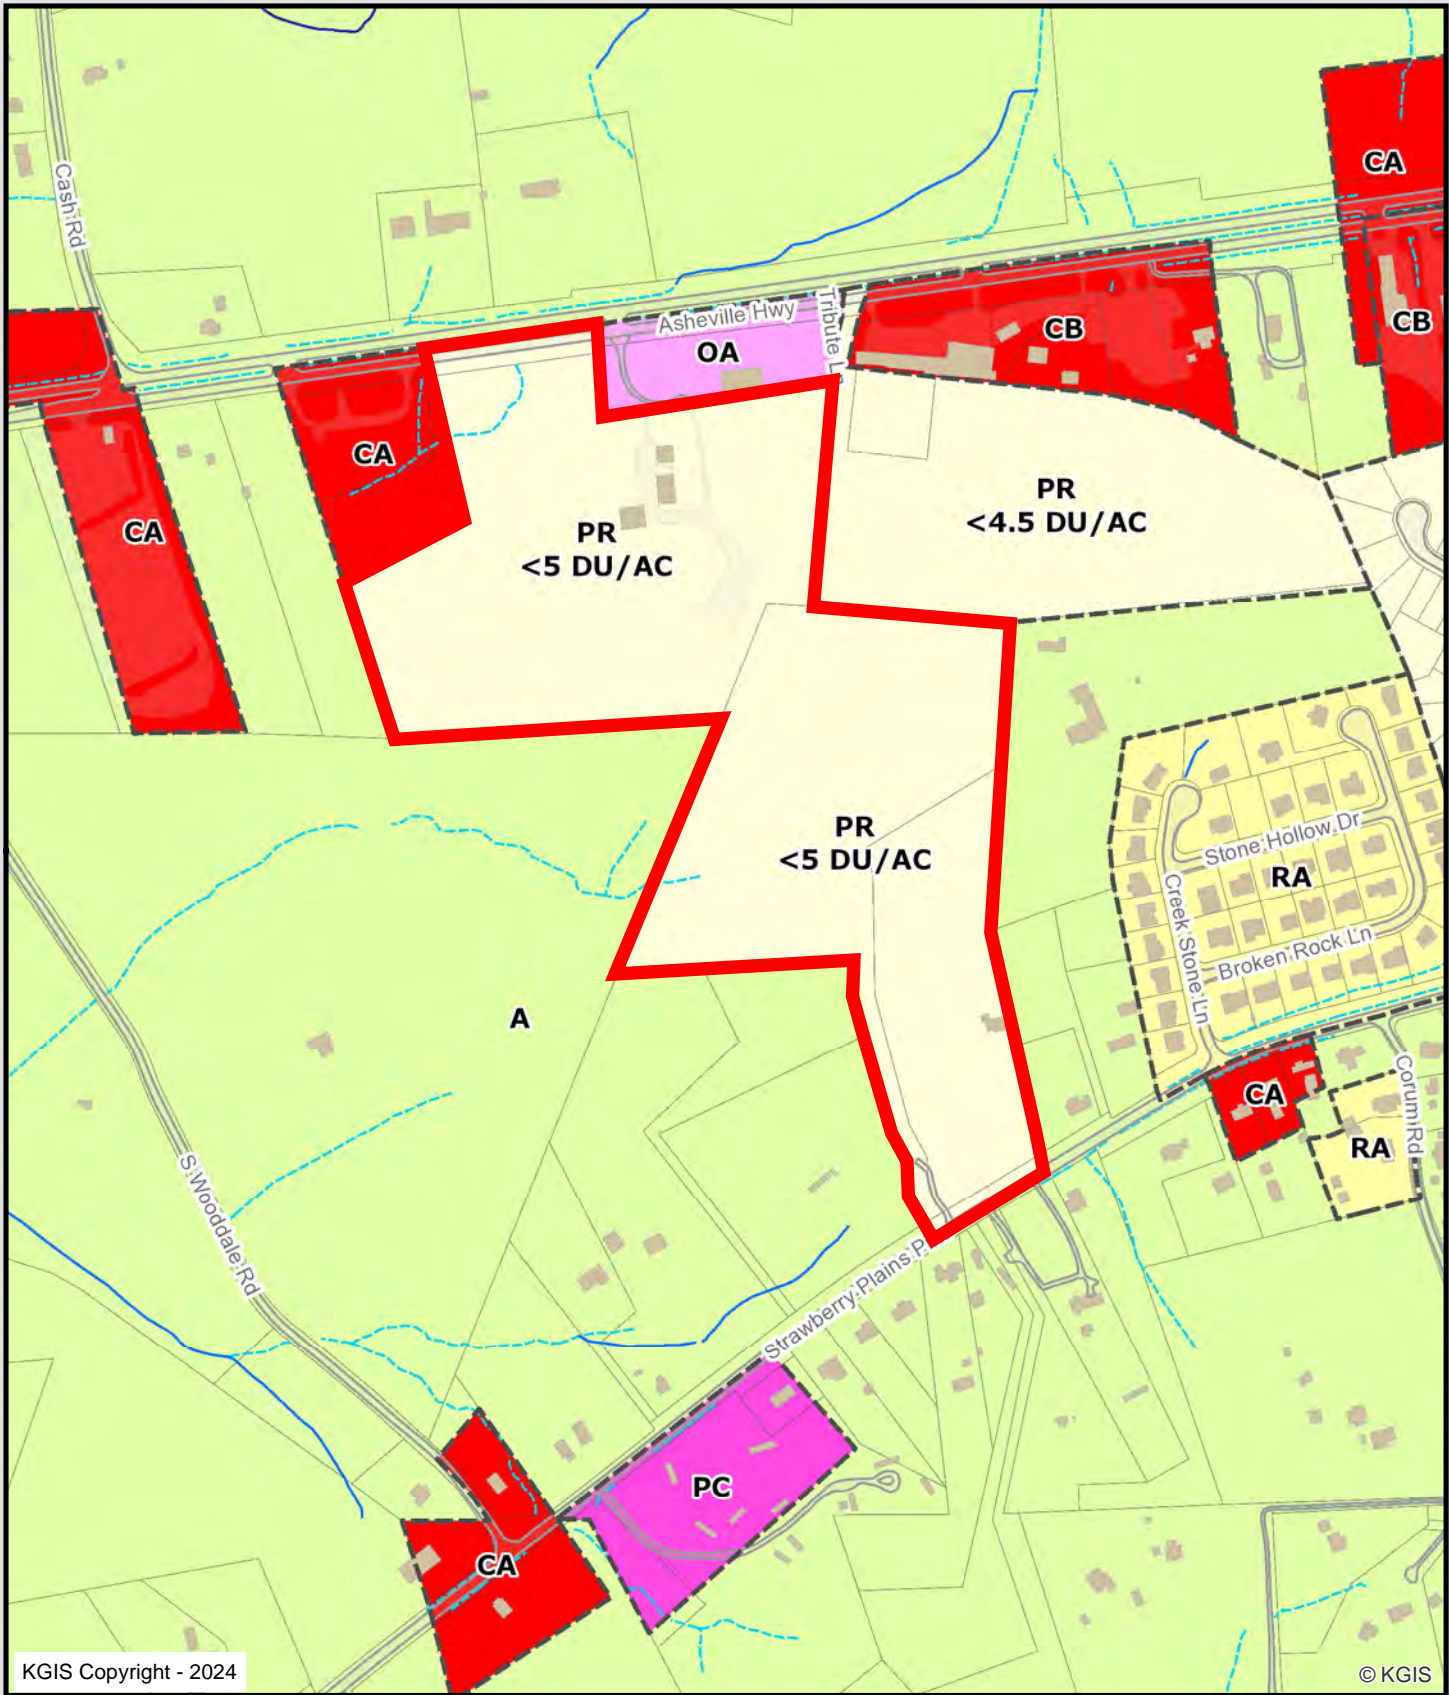 CA
Cash Rd
CB
Asheville Hwy
Tribute L
OA
CB
CA
CA
PR
<4.5 DU/AC
PR
<5 DU/AC
PR
<5 DU/AC
Stone Hollow Dr
RA
Creek Stone Ln
Broken Rock Ln
A
CA
Corum Rd
RA
S Wooddale Rd
Strawberry Plains P
PC
CA
KGIS Copyright - 2024
© KGIS